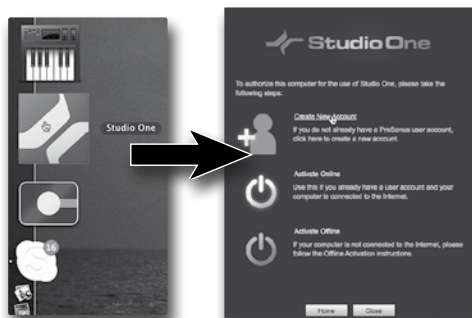 Studio One
16
Studio One
To authorize this computer for the use of Studio One, please take the
following steps:
Create New Account
If you do not already have a PreSonus user account,
click here to create a new account.
Activate Online
Use this if you already have a user account and your
computer is connected to the Internet.
Activate Offline
If your computer is not connected to the Internet, please
follow the Offline Activation instructions.
Home
Close